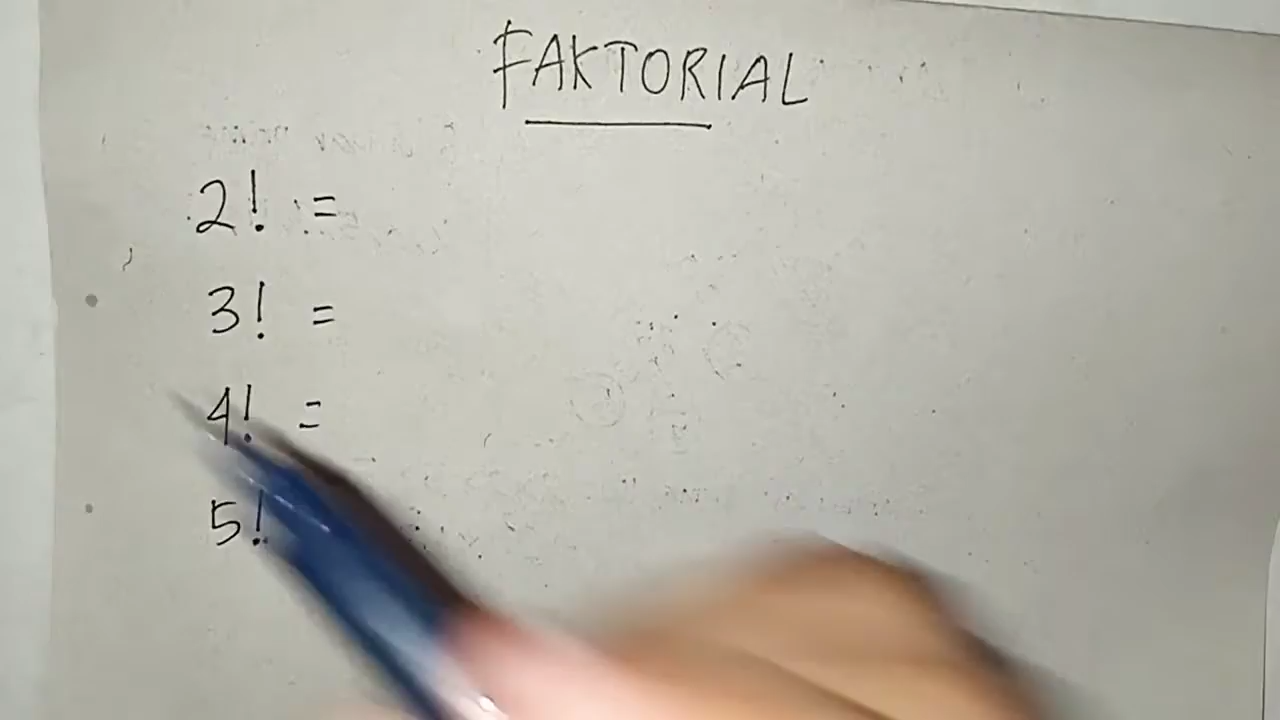 FAKTORIAL
2! =
3! =
4! =
5!